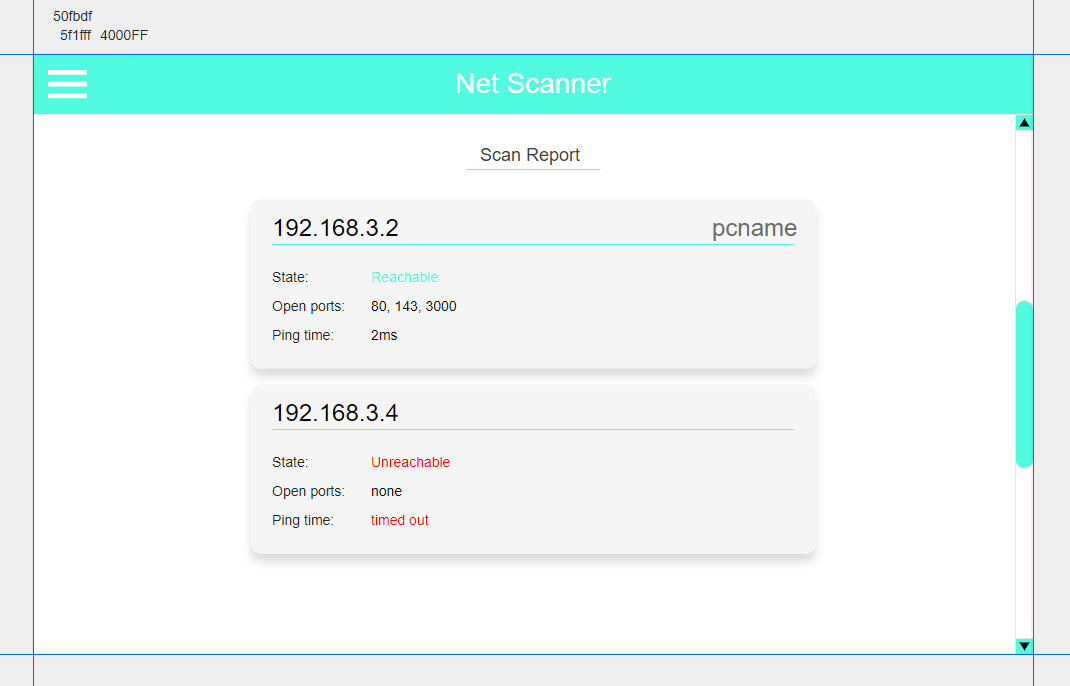 50fbdf
5f1fff 4000FF
Net Scanner
Scan Report
192.168.3.2 pcname
State: Reachable
Open ports: 80, 143, 3000
Ping time: 2ms
192.168.3.4
State: Unreachable
Open ports: none
Ping time: timed out